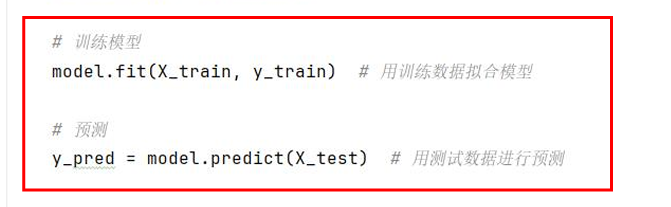 # 训练模型
model.fit(X_train, y_train)  # 用训练数据拟合模型
# 预测
y_pred = model.predict(X_test)  # 用测试数据进行预测